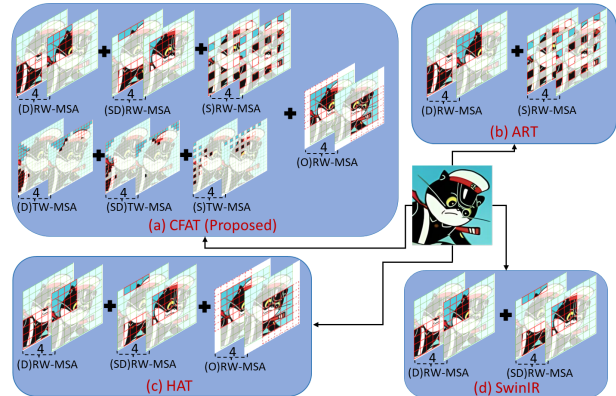 4 4 4
(D)RW-MSA (SD)RW-MSA (S)RW-MSA
4
(O)RW-MSA
4 4 4
(D)TW-MSA (SD)TW-MSA (S)TW-MSA
(a) CFAT (Proposed)
4 4
(D)RW-MSA (S)RW-MSA
(b) ART
4 4 4
(D)RW-MSA (SD)RW-MSA (O)RW-MSA
(c) HAT
4 4
(D)RW-MSA (SD)RW-MSA
(d) SwinIR